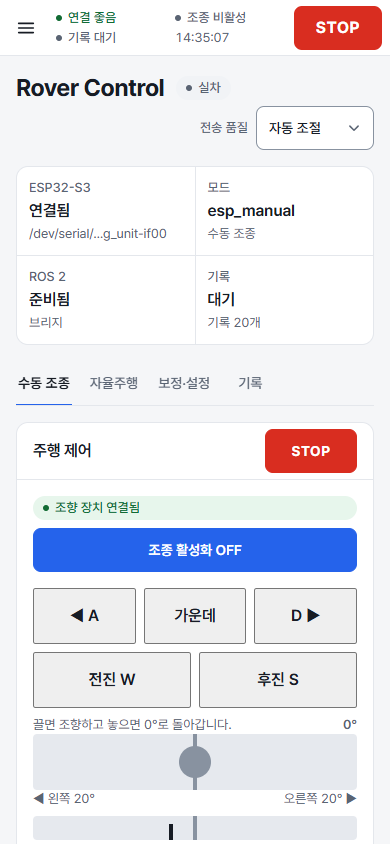 연결 좋음
조종 비활성
기록 대기
14:35:07
STOP
Rover Control
실차
전송 품질
자동 조절
ESP32-S3
연결됨
/dev/serial/...g_unit-if00
모드
esp_manual
수동 조종
ROS 2
준비됨
브리지
기록
대기
기록 20개
수동 조종
자율주행
보정·설정
기록
주행 제어
STOP
조향 장치 연결됨
조종 활성화 OFF
◀ A
가운데
D ▶
전진 W
후진 S
끌면 조향하고 놓으면 0°로 돌아갑니다.
0°
◀ 왼쪽 20°
오른쪽 20° ▶